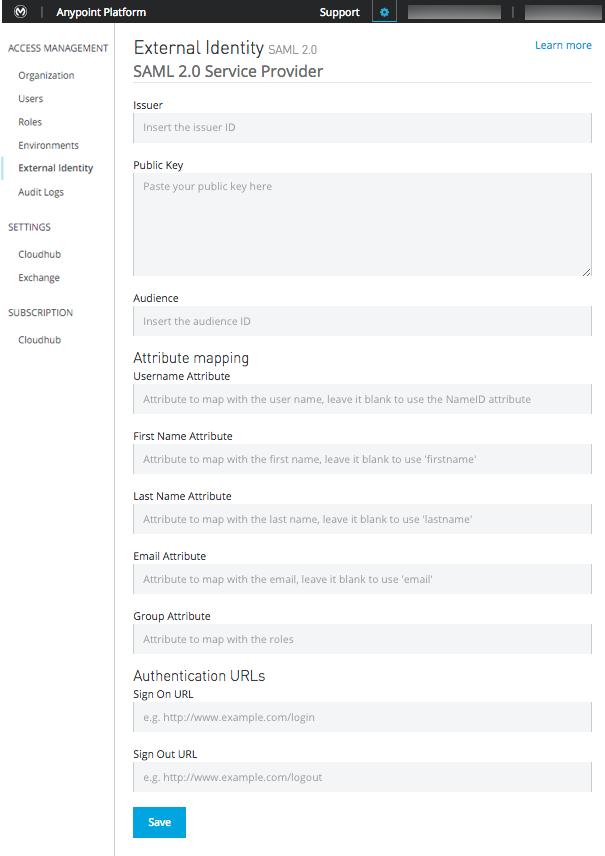 Anypoint Platform
Support
ACCESS MANAGEMENT
Organization
Users
Roles
Environments
External Identity
Audit Logs
SETTINGS
Cloudhub
Exchange
SUBSCRIPTION
Cloudhub
External Identity SAML 2.0
Learn more
SAML 2.0 Service Provider
Issuer
Insert the issuer ID
Public Key
Paste your public key here
Audience
Insert the audience ID
Attribute mapping
Username Attribute
Attribute to map with the user name, leave it blank to use the NameID attribute
First Name Attribute
Attribute to map with the first name, leave it blank to use 'firstname'
Last Name Attribute
Attribute to map with the last name, leave it blank to use 'lastname'
Email Attribute
Attribute to map with the email, leave it blank to use 'email'
Group Attribute
Attribute to map with the roles
Authentication URLs
Sign On URL
e.g. http://www.example.com/login
Sign Out URL
e.g. http://www.example.com/logout
Save